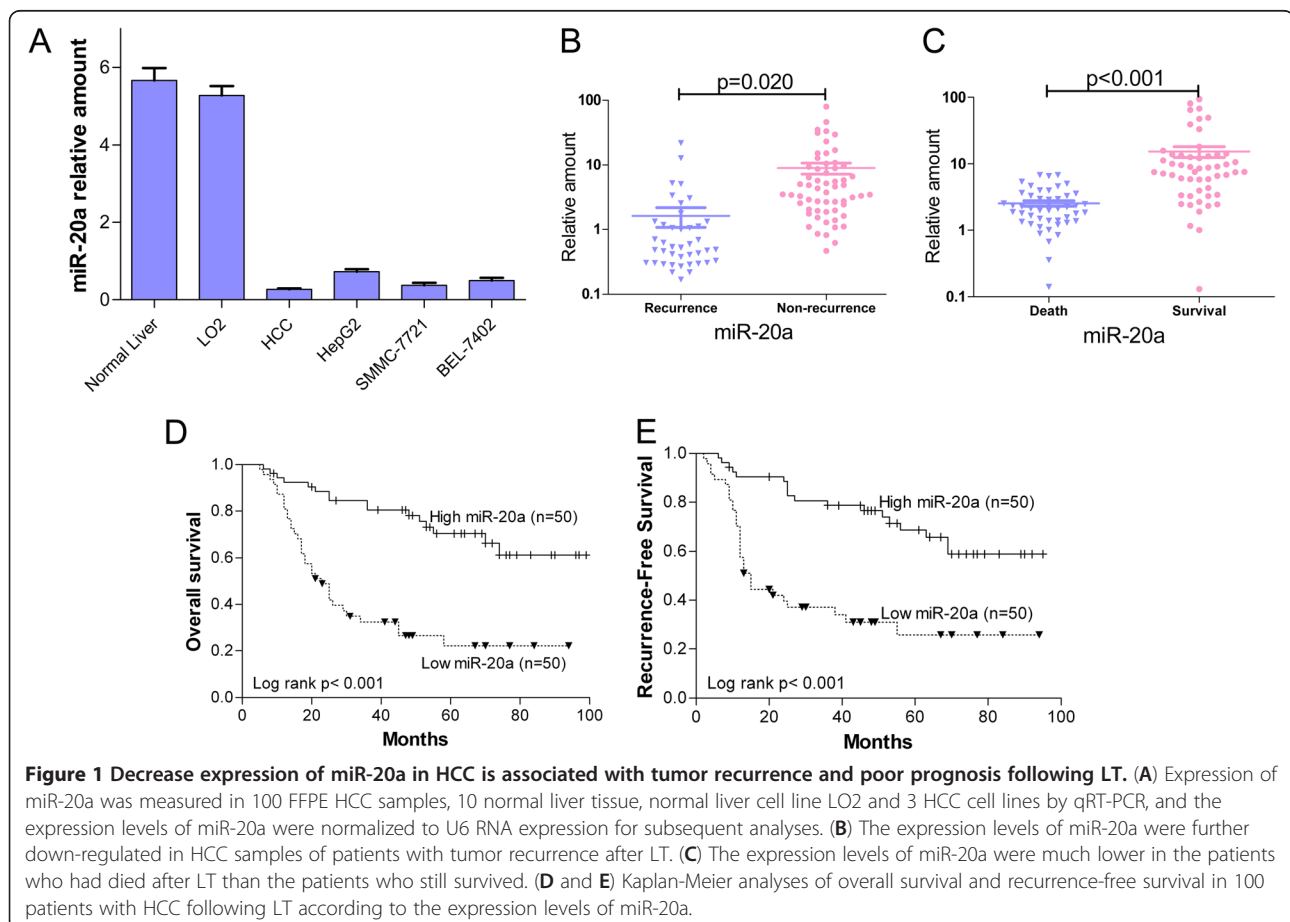 A
miR-20a relative amount
6
4
2
0
Normal Liver
LO2
HCC
HepG2
SMMC-7721
BEL-7402
B
p=0.020
Relative amount
100
10
1
0.1
Recurrence
Non-recurrence
miR-20a
C
p<0.001
Relative amount
100
10
1
0.1
Death
Survival
miR-20a
D
Overall survival
1.0
0.8
0.6
0.4
0.2
0.0
High miR-20a (n=50)
Low miR-20a (n=50)
Log rank p< 0.001
0
20
40
60
80
100
Months
E
Recurrence-Free Survival
1.0
0.8
0.6
0.4
0.2
0.0
High miR-20a (n=50)
Low miR-20a (n=50)
Log rank p< 0.001
0
20
40
60
80
100
Months
Figure 1 Decrease expression of miR-20a in HCC is associated with tumor recurrence and poor prognosis following LT. (A) Expression of
miR-20a was measured in 100 FFPE HCC samples, 10 normal liver tissue, normal liver cell line LO2 and 3 HCC cell lines by qRT-PCR, and the
expression levels of miR-20a were normalized to U6 RNA expression for subsequent analyses. (B) The expression levels of miR-20a were further
down-regulated in HCC samples of patients with tumor recurrence after LT. (C) The expression levels of miR-20a were much lower in the patients
who had died after LT than the patients who still survived. (D and E) Kaplan-Meier analyses of overall survival and recurrence-free survival in 100
patients with HCC following LT according to the expression levels of miR-20a.